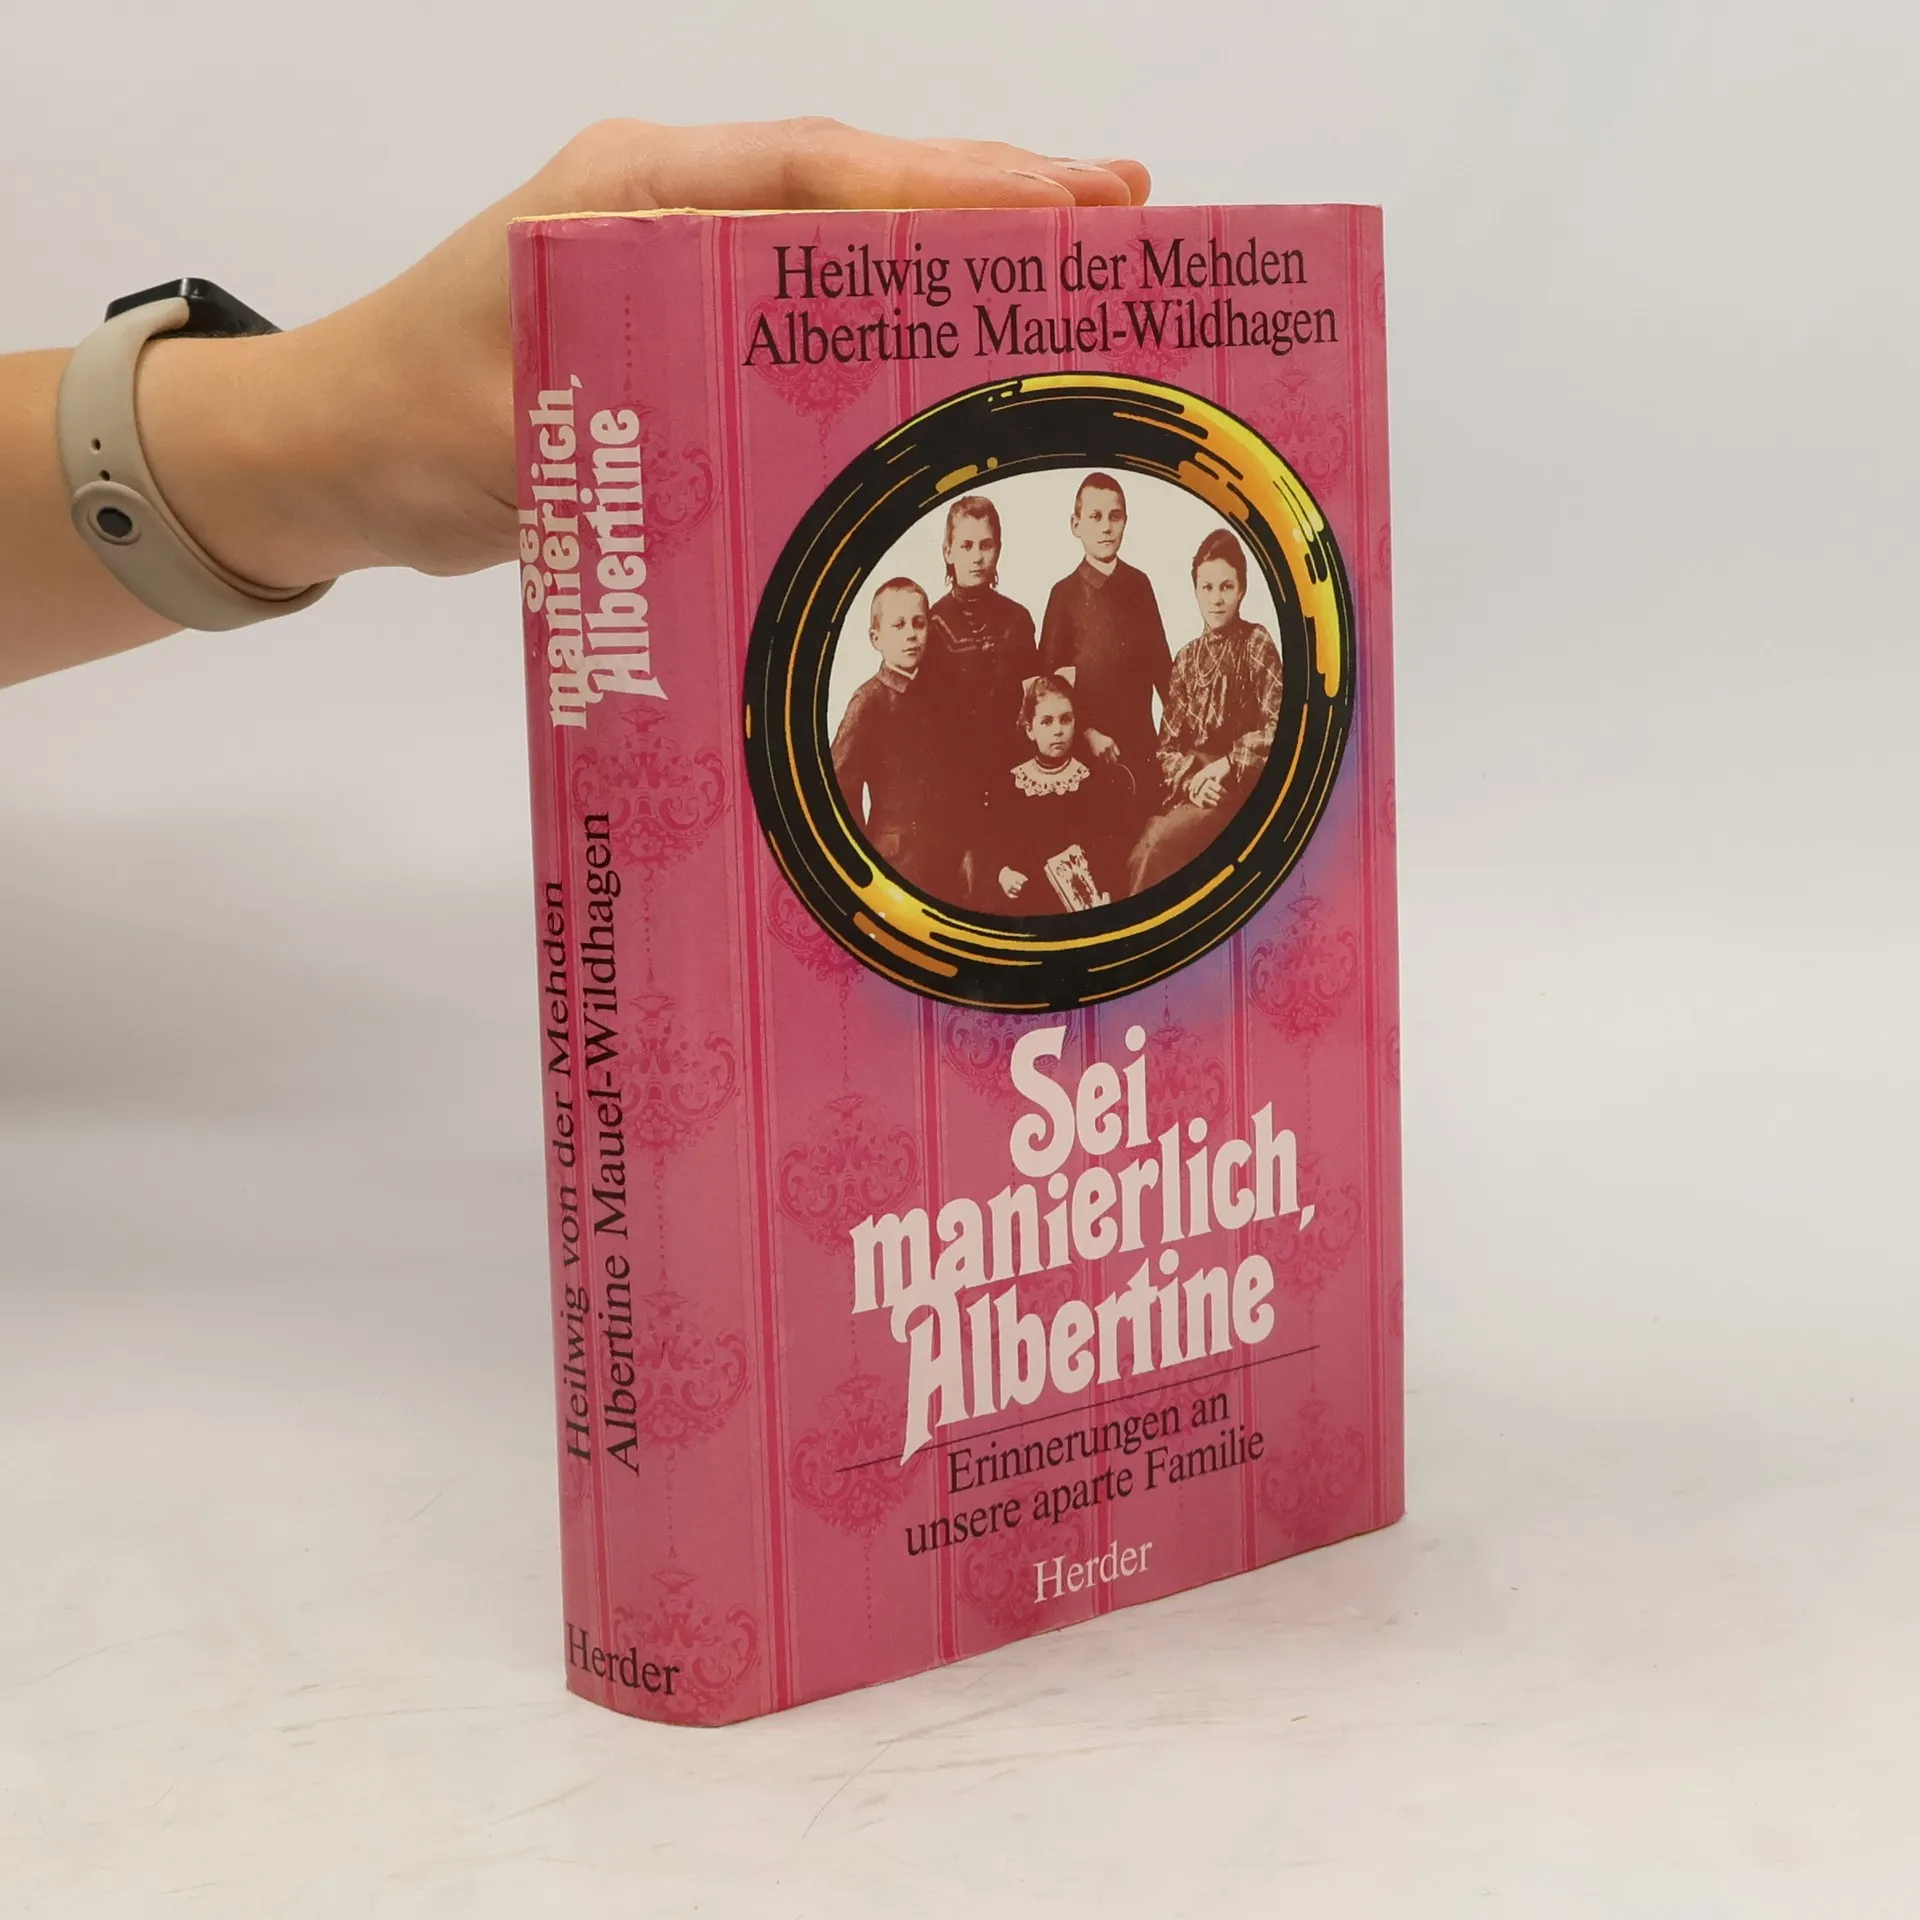 Heilwig von der Mehden
Albertine Mauel-Wildhagen
Sei
manierlich,
Albertine
Erinnerungen an
unsere aparte Familie
Herder
Sei
manierlich,
Albertine
Heilwig von der Mehden
Albertine Mauel-Wildhagen
Herder